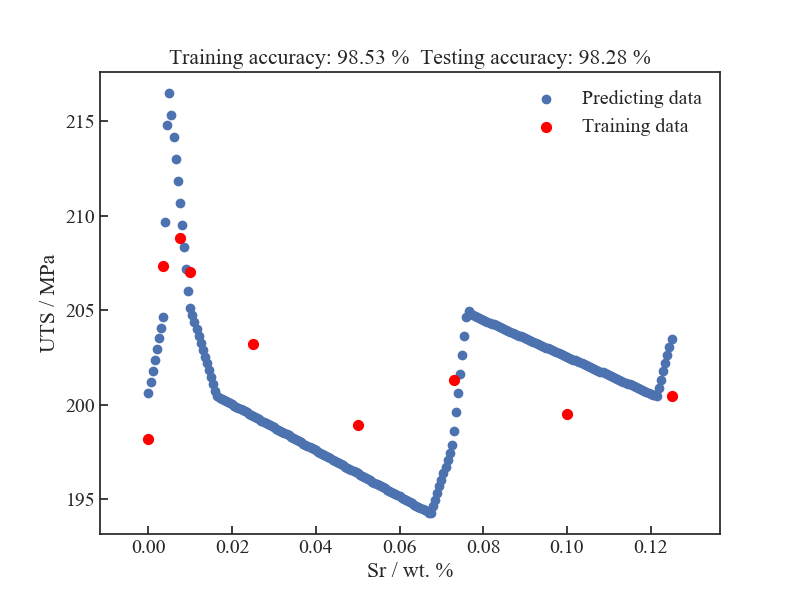 Training accuracy: 98.53 %  Testing accuracy: 98.28 %
Predicting data
Training data
215
210
205
200
195
UTS / MPa
0.00 0.02 0.04 0.06 0.08 0.10 0.12
Sr / wt. %